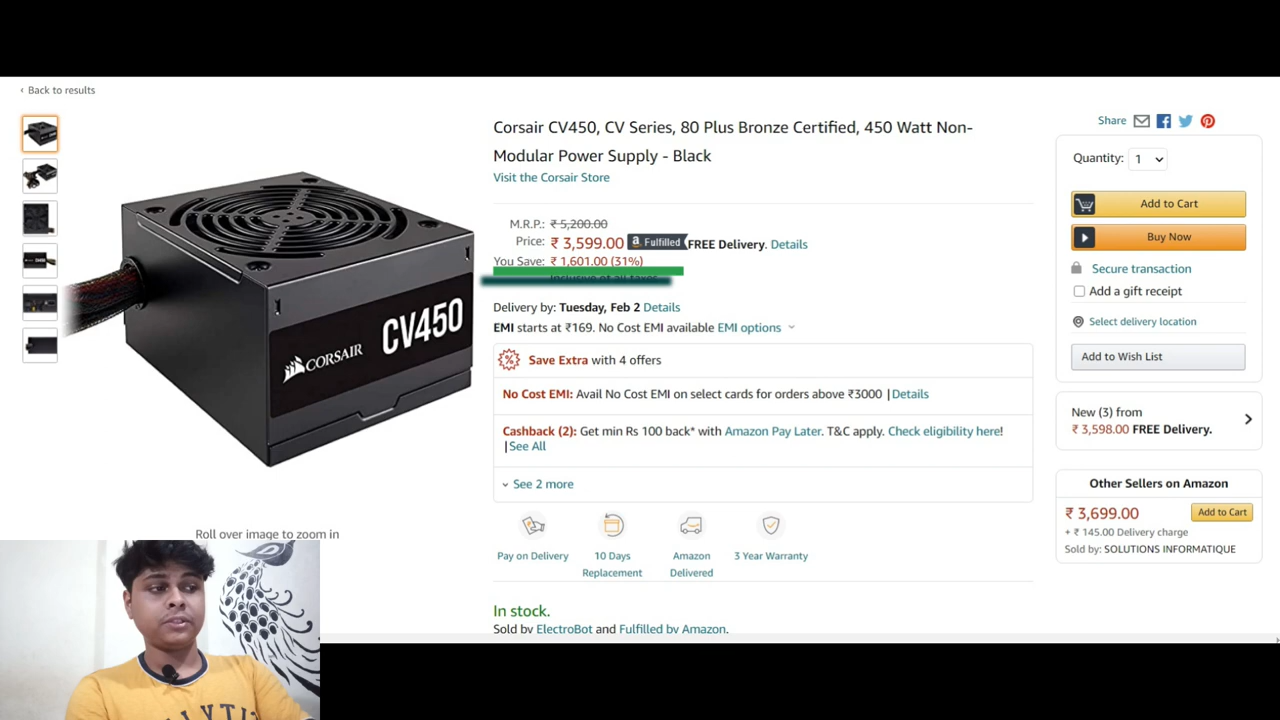 ‹ Back to results
Corsair CV450, CV Series, 80 Plus Bronze Certified, 450 Watt Non-
Modular Power Supply - Black
Visit the Corsair Store
M.R.P.: ₹ 5,200.00
Price: ₹ 3,599.00 a Fulfilled FREE Delivery. Details
You Save: ₹ 1,601.00 (31%)
Inclusive of all taxes
Delivery by: Tuesday, Feb 2 Details
EMI starts at ₹169. No Cost EMI available EMI options
Save Extra with 4 offers
No Cost EMI: Avail No Cost EMI on select cards for orders above ₹3000 |Details
Cashback (2): Get min Rs 100 back* with Amazon Pay Later. T&C apply. Check eligibility here!
|See All
See 2 more
Pay on Delivery
10 Days
Replacement
Amazon
Delivered
3 Year Warranty
In stock.
Sold by ElectroBot and Fulfilled by Amazon.
CORSAIR
CV450
Roll over image to zoom in
Share
Quantity: 1
Add to Cart
Buy Now
Secure transaction
Add a gift receipt
Select delivery location
Add to Wish List
New (3) from
₹ 3,598.00 FREE Delivery.
Other Sellers on Amazon
₹ 3,699.00 Add to Cart
+ ₹ 145.00 Delivery charge
Sold by: SOLUTIONS INFORMATIQUE